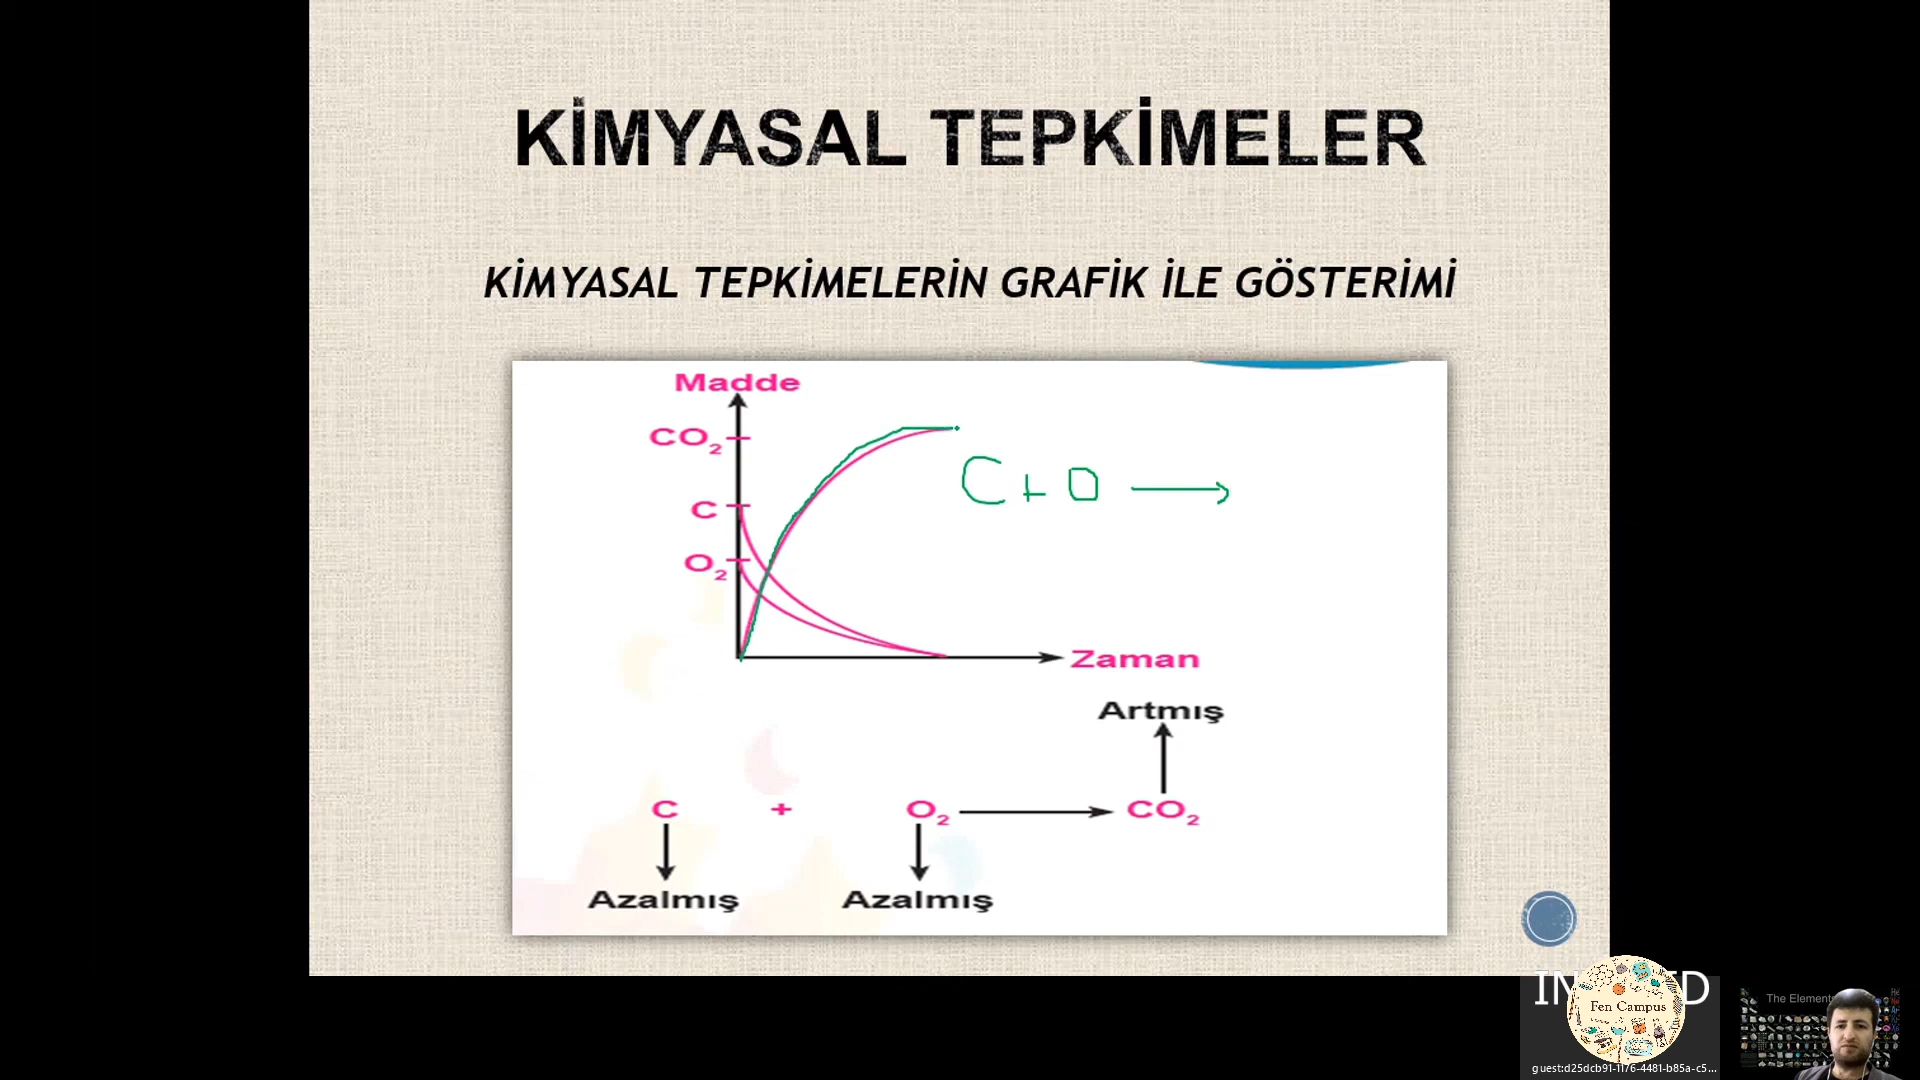 KİMYASAL TEPKİMELER
KİMYASAL TEPKİMELERİN GRAFİK İLE GÖSTERİMİ
Madde
CO₂
C + O →
C
O₂
Zaman
Artmış
C + O₂ → CO₂
Azalmış Azalmış
The Element
Fen Campus
guest:d25dcb91-1176-4481-b85a-c5...